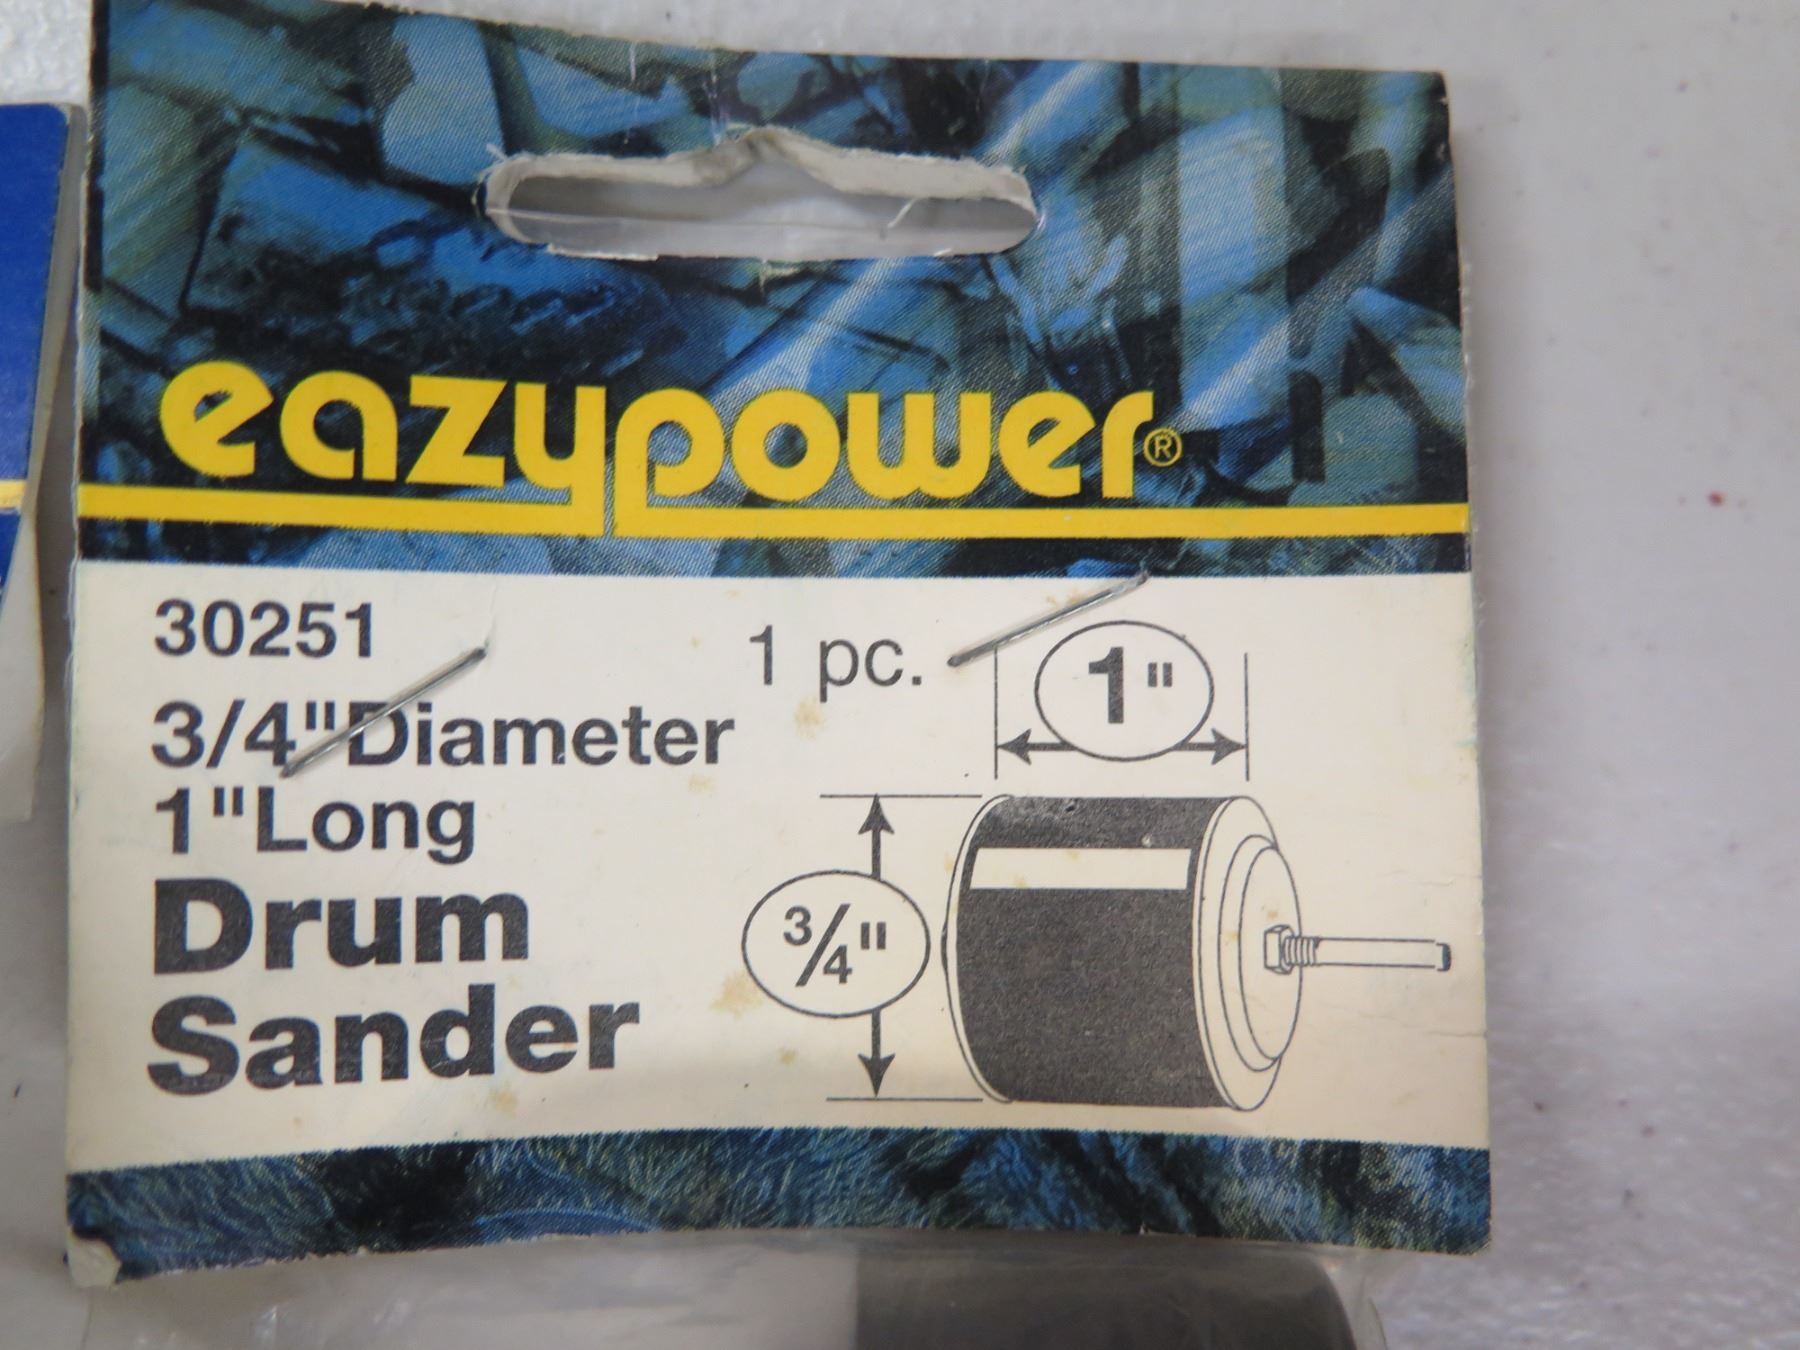 eazypower®
30251
1 pc.
3/4" Diameter
1" Long
Drum
Sander
1"
3/4"